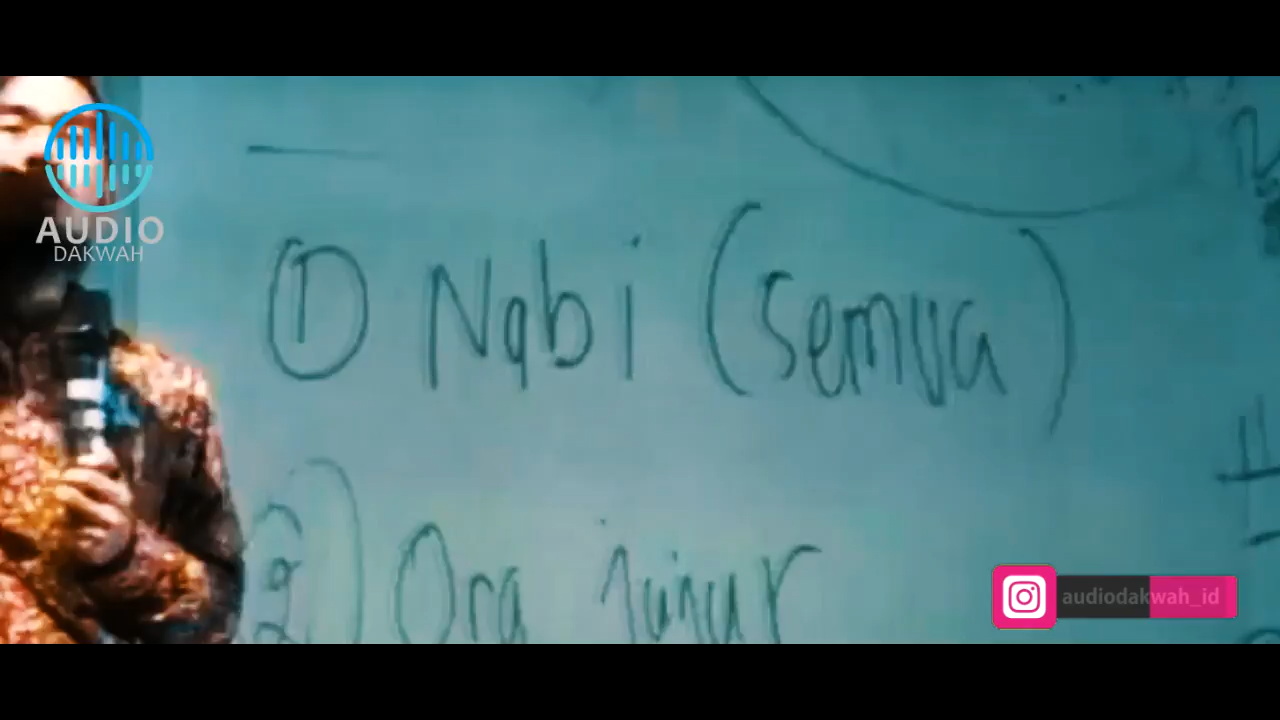 AUDIO
DAKWAH
① Nabi (semua)
② Ora jujur
audiodakwah_id